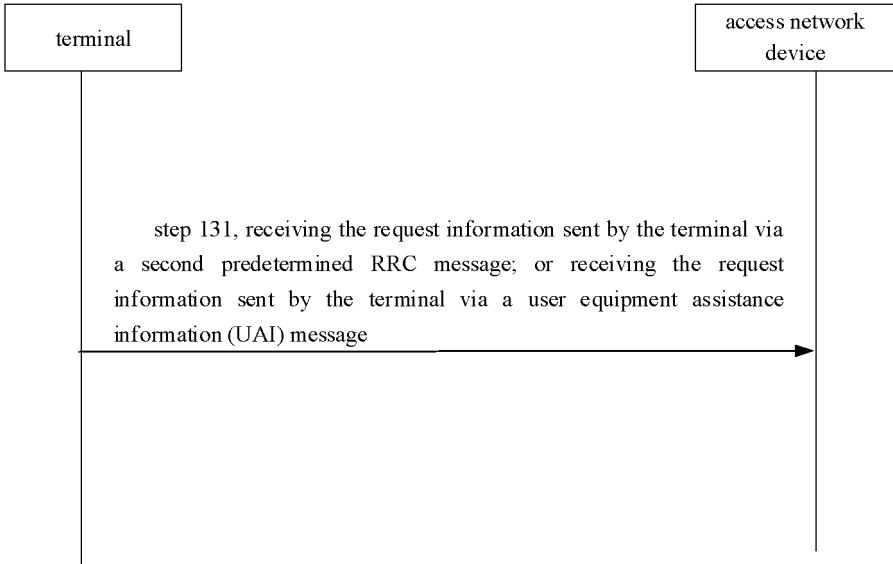 terminal
access network
device
step 131, receiving the request information sent by the terminal via
a second predetermined RRC message; or receiving the request
information sent by the terminal via a user equipment assistance
information (UAI) message